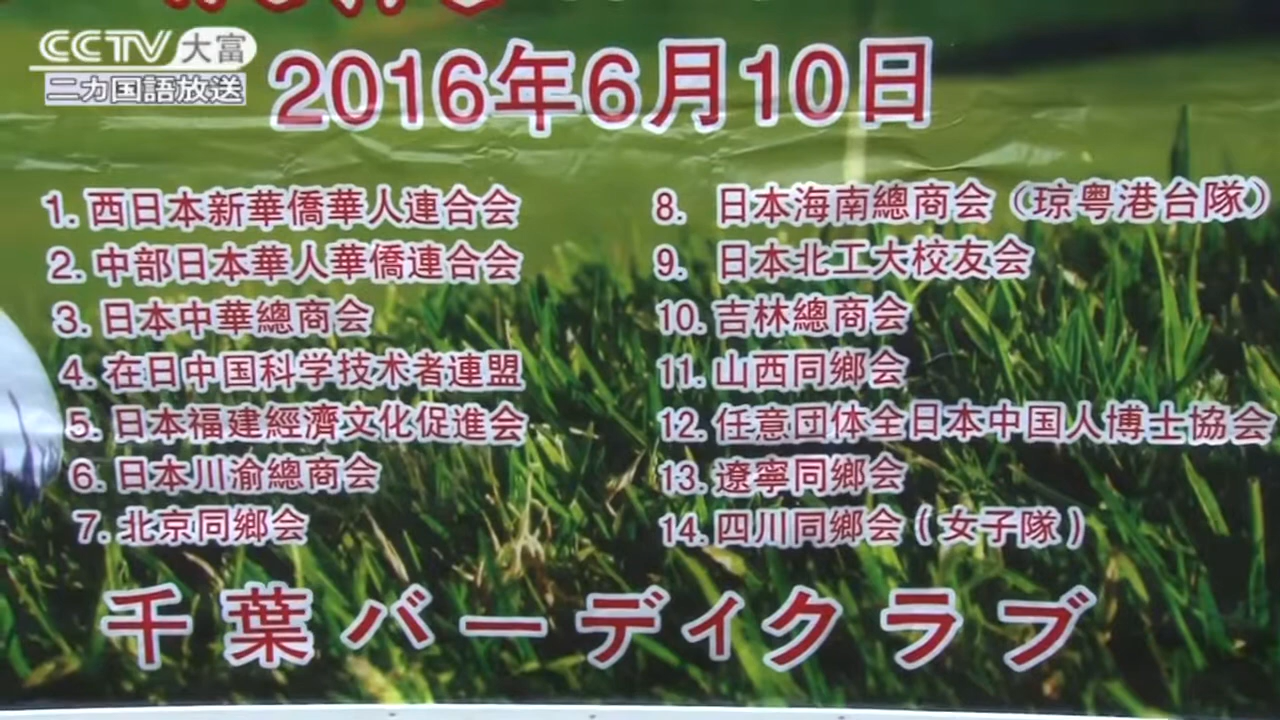 CCTV大富
二カ国語放送
2016年6月10日
1. 西日本新華僑華人連合会
2. 中部日本華人華僑連合会
3. 日本中華總商会
4. 在日中国科学技术者連盟
5. 日本福建經濟文化促進会
6. 日本川渝總商会
7. 北京同鄉会
8. 日本海南總商会（琼粤港台隊）
9. 日本北工大校友会
10. 吉林總商会
11. 山西同鄉会
12. 任意団体全日本中国人博士協会
13. 遼寧同鄉会
14. 四川同鄉会（女子隊）
千葉バーディクラブ